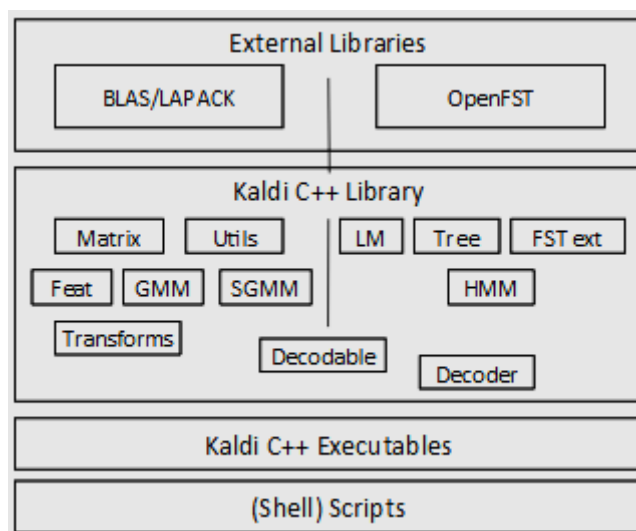 External Libraries
BLAS/LAPACK
OpenFST
Kaldi C++ Library
Matrix
Utils
LM
Tree
FST ext
Feat
GMM
SGMM
HMM
Transforms
Decodable
Decoder
Kaldi C++ Executables
(Shell) Scripts